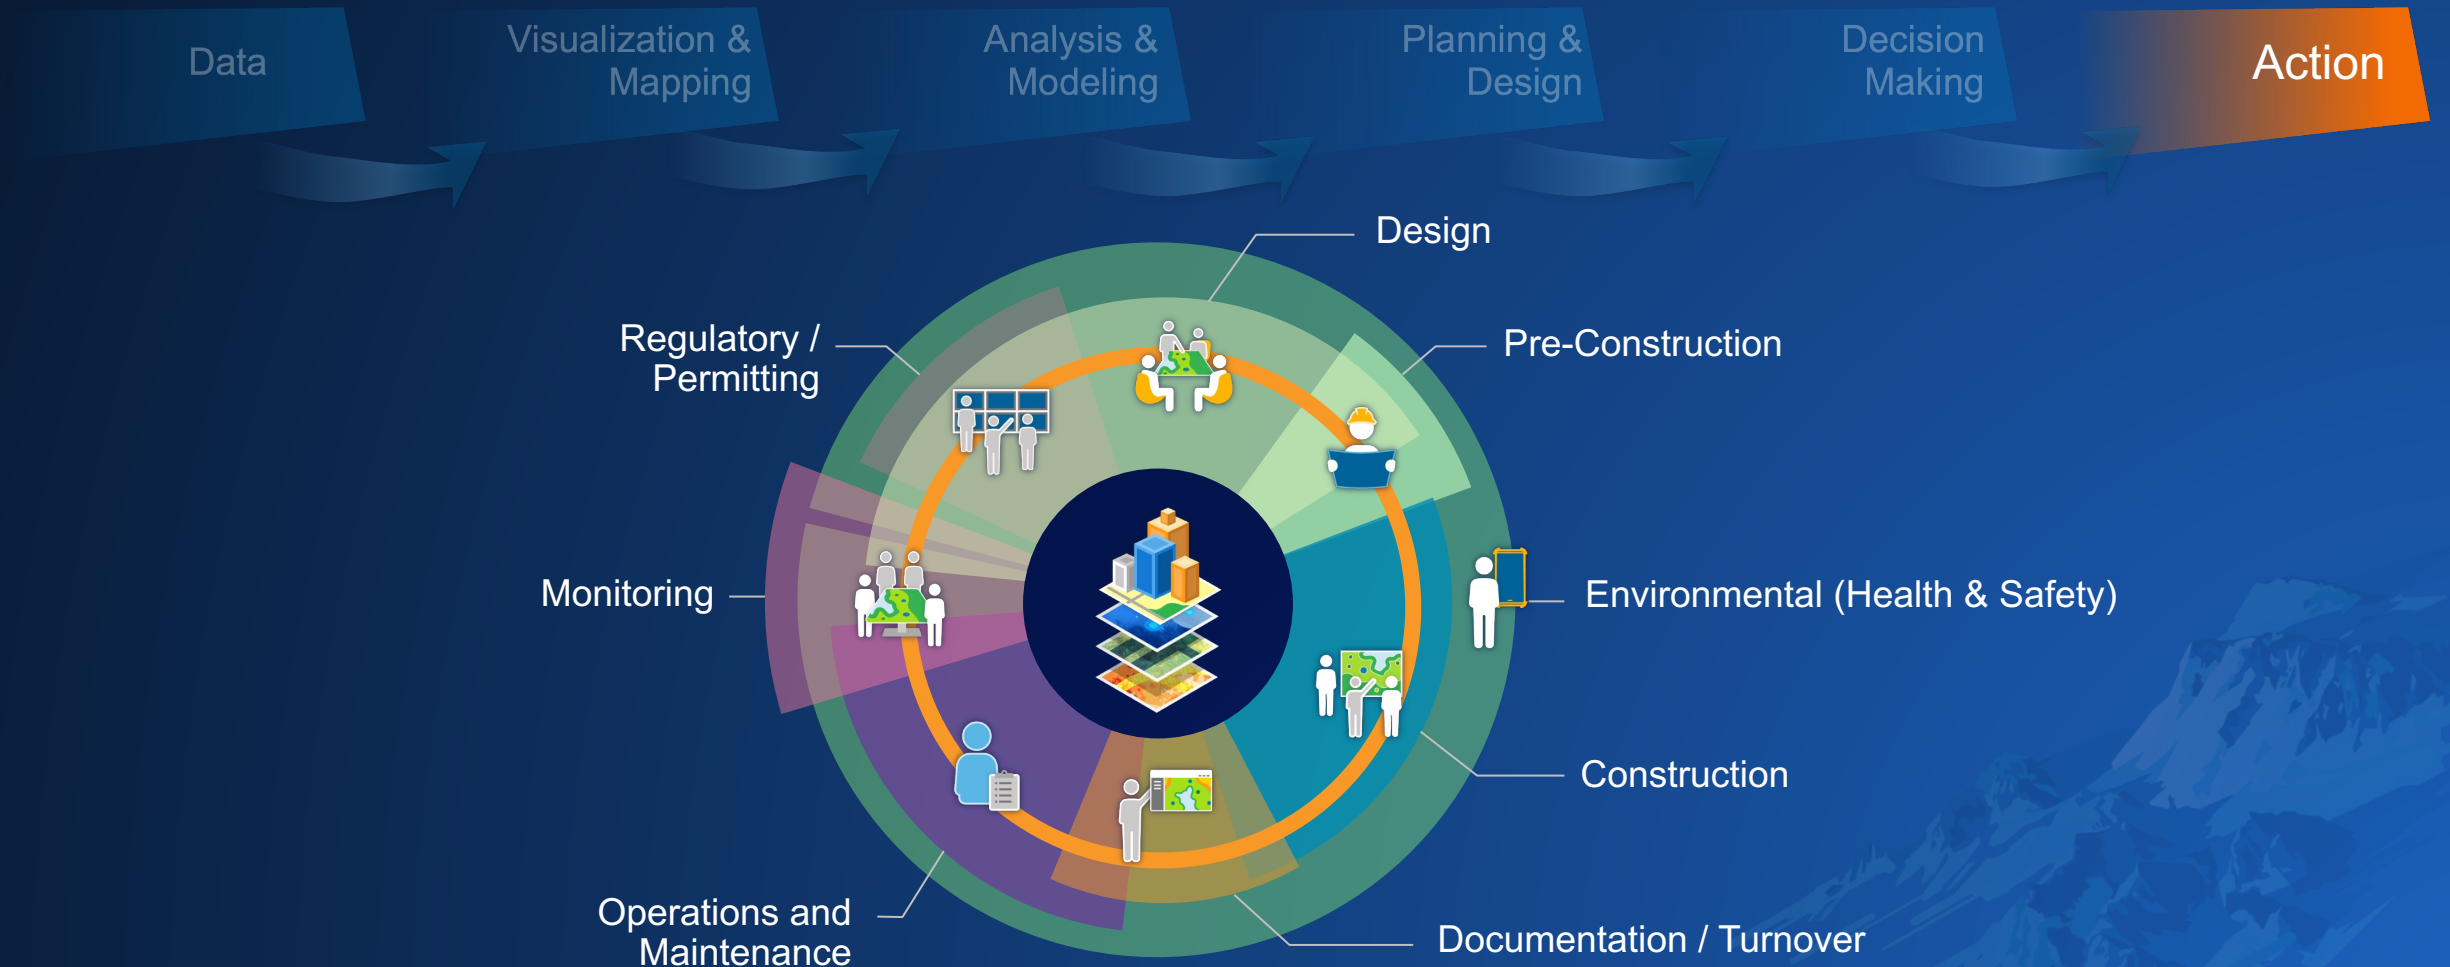 Data
Visualization &
Mapping
Analysis &
Modeling
Planning &
Design
Decision
Making
Action
Design
Regulatory /
Permitting
Pre-Construction
Monitoring
Environmental (Health & Safety)
Construction
Operations and
Maintenance
Documentation / Turnover